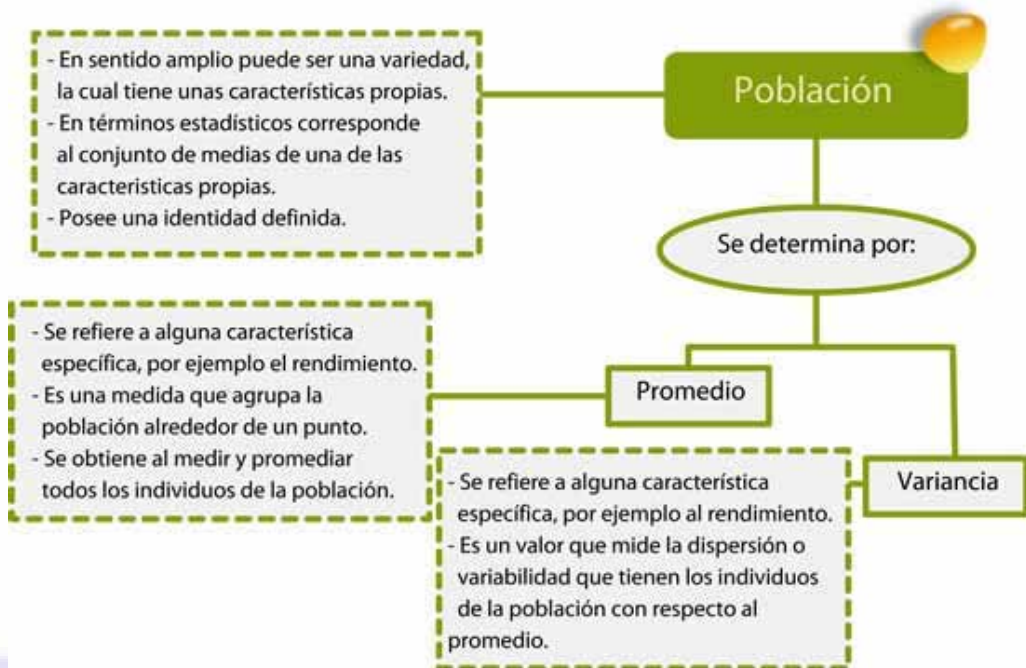 - En sentido amplio puede ser una variedad,
la cual tiene unas características propias.
- En términos estadísticos corresponde
al conjunto de medias de una de las
caracteristicas propias.
- Posee una identidad definida.
Población
Se determina por:
- Se refiere a alguna característica
específica, por ejemplo el rendimiento.
- Es una medida que agrupa la
población alrededor de un punto.
- Se obtiene al medir y promediar
todos los individuos de la población.
Promedio
- Se refiere a alguna característica
específica, por ejemplo al rendimiento.
- Es un valor que mide la dispersión o
variabilidad que tienen los individuos
de la población con respecto al
promedio.
Variancia